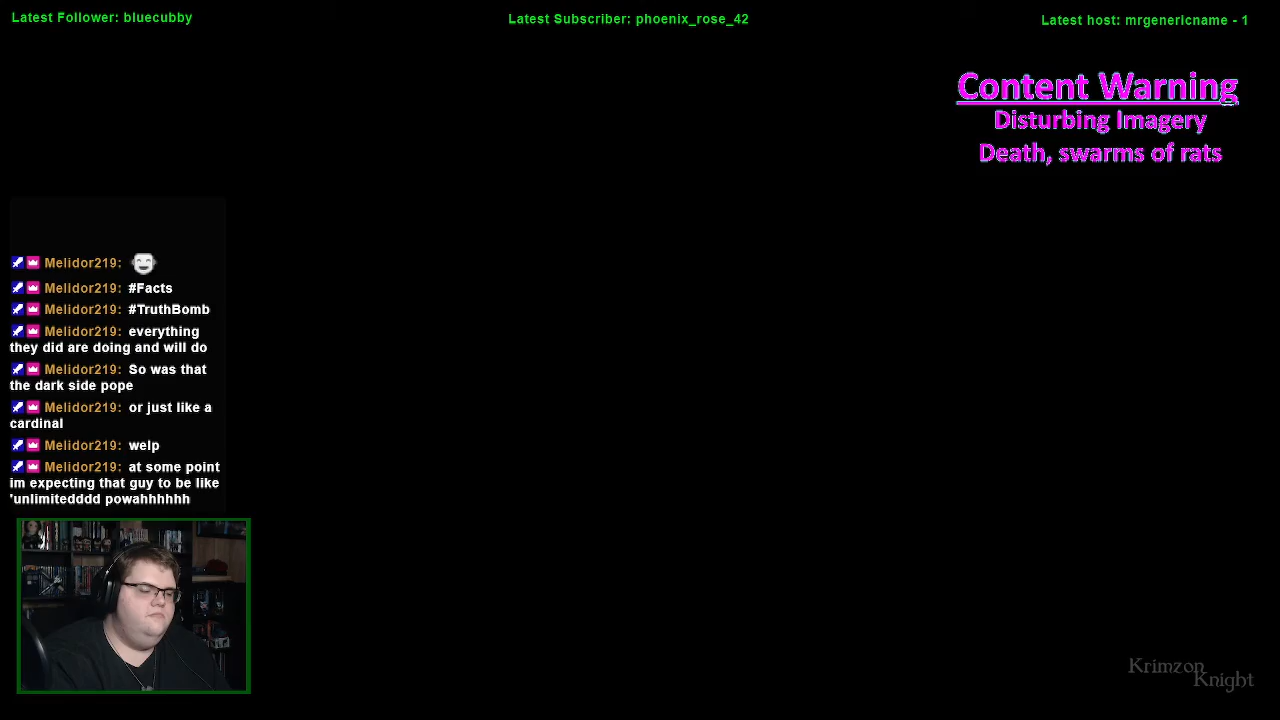 Latest Follower: bluecubby
Latest Subscriber: phoenix_rose_42
Latest host: mrgenericname - 1
Content Warning
Disturbing Imagery
Death, swarms of rats
Melidor219:
Melidor219: #Facts
Melidor219: #TruthBomb
Melidor219: everything
they did are doing and will do
Melidor219: So was that
the dark side pope
Melidor219: or just like a
cardinal
Melidor219: welp
Melidor219: at some point
im expecting that guy to be like
'unlimitedddd powahhhhhh
Krimzon
Knight